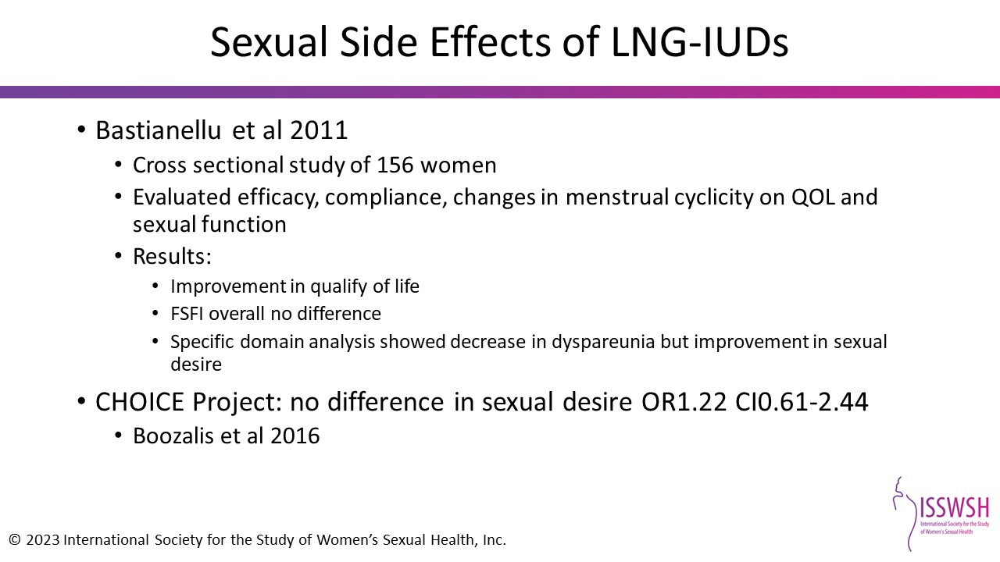 Sexual Side Effects of LNG-IUDs
• Bastianellu et al 2011
• Cross sectional study of 156 women
• Evaluated efficacy, compliance, changes in menstrual cyclicity on QOL and
sexual function
• Results:
• Improvement in qualify of life
• FSFI overall no difference
• Specific domain analysis showed decrease in dyspareunia but improvement in sexual
desire
• CHOICE Project: no difference in sexual desire OR1.22 CI0.61-2.44
• Boozalis et al 2016
ISSWSH
International Society for the Study
of Women's Sexual Health
© 2023 International Society for the Study of Women’s Sexual Health, Inc.